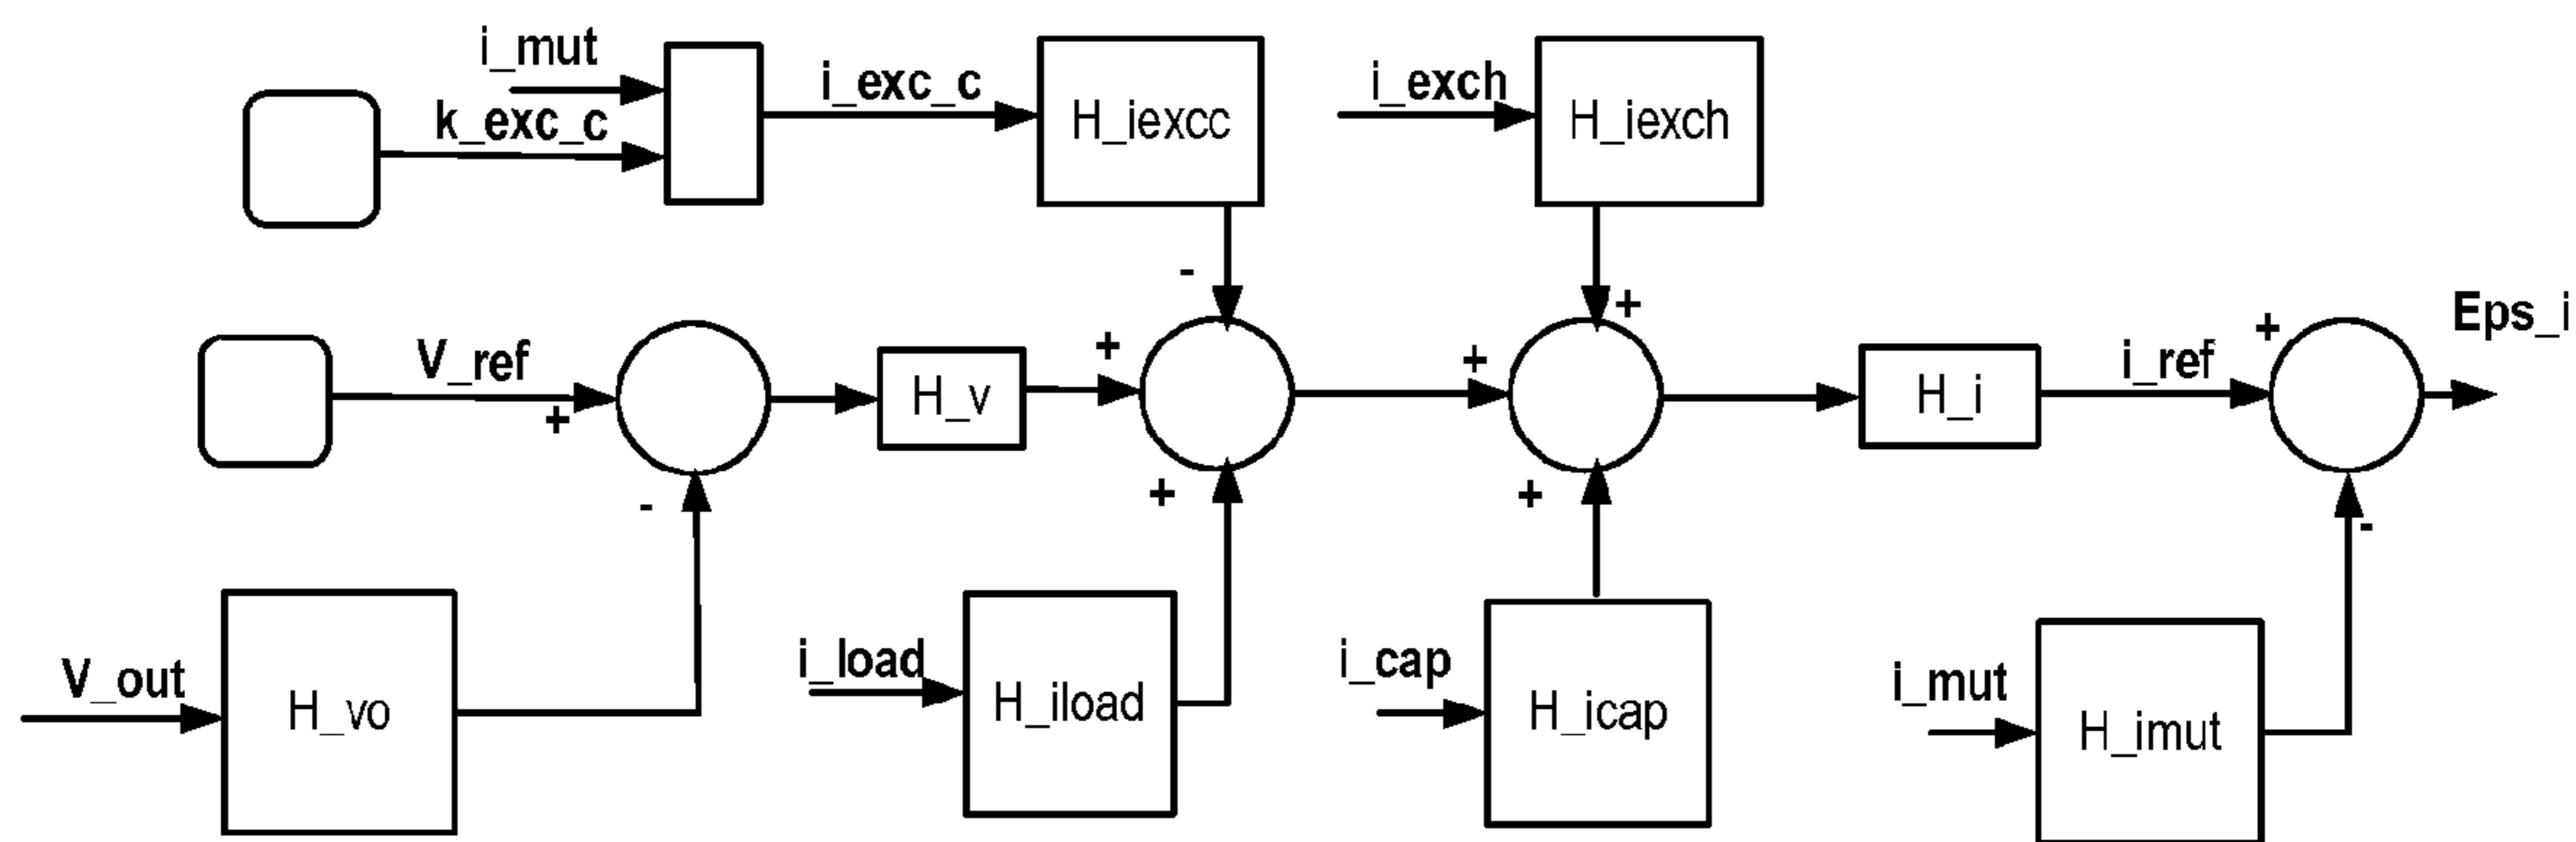 i_mut
k_exc_c
i_exc_c
H_iexcc
i_exch
H_iexch
-
+
V_ref
+
-
H_v
+
+
+
+
H_i
i_ref
+
Eps_i
-
V_out
H_vo
i_load
H_iload
i_cap
H_icap
i_mut
H_imut